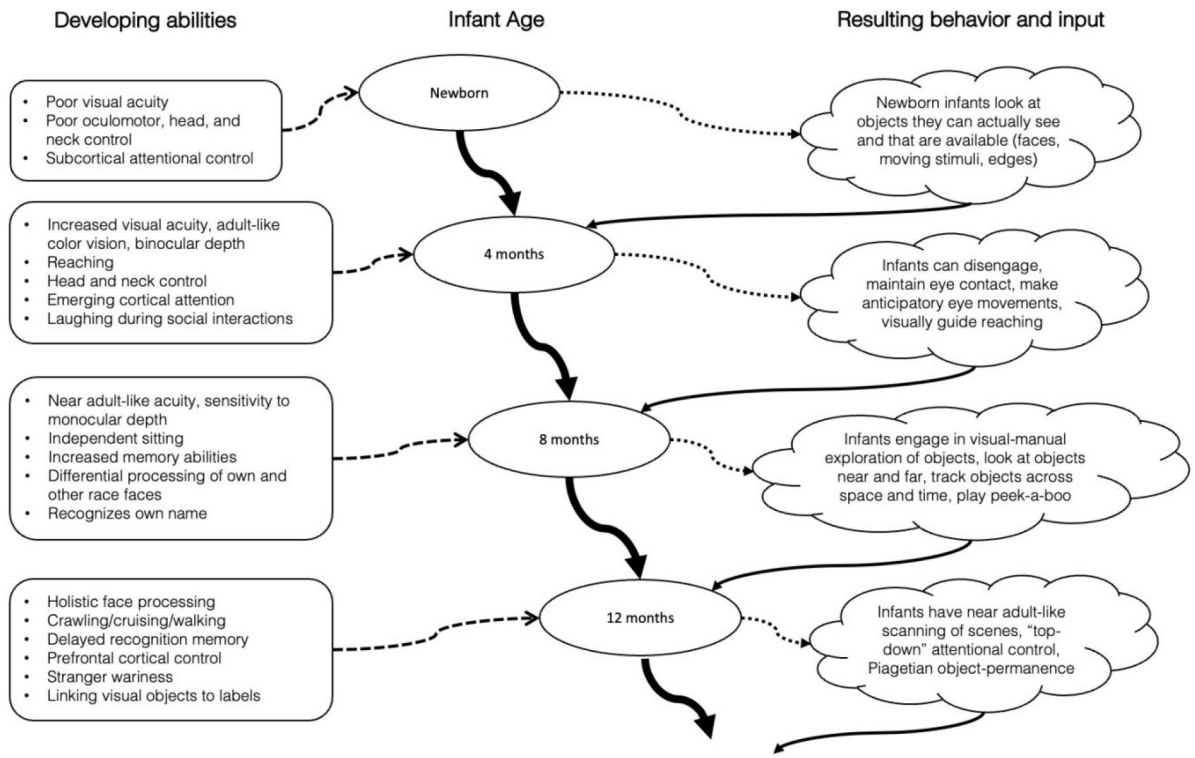 Developing abilities
Infant Age
Resulting behavior and input
• Poor visual acuity
• Poor oculomotor, head, and
neck control
• Subcortical attentional control
Newborn
Newborn infants look at
objects they can actually see
and that are available (faces,
moving stimuli, edges)
• Increased visual acuity, adult-like
color vision, binocular depth
• Reaching
• Head and neck control
• Emerging cortical attention
• Laughing during social interactions
4 months
Infants can disengage,
maintain eye contact, make
anticipatory eye movements,
visually guide reaching
• Near adult-like acuity, sensitivity to
monocular depth
• Independent sitting
• Increased memory abilities
• Differential processing of own and
other race faces
• Recognizes own name
8 months
Infants engage in visual-manual
exploration of objects, look at objects
near and far, track objects across
space and time, play peek-a-boo
• Holistic face processing
• Crawling/cruising/walking
• Delayed recognition memory
• Prefrontal cortical control
• Stranger wariness
• Linking visual objects to labels
12 months
Infants have near adult-like
scanning of scenes, “top-
down” attentional control,
Piagetian object-permanence